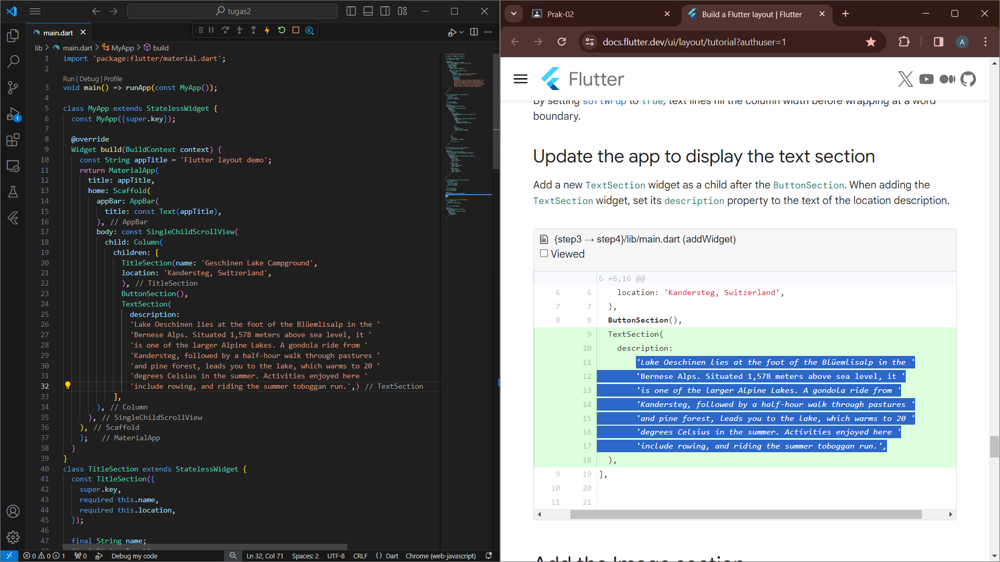 tugas2
main.dart
lib > main.dart > MyApp > build
1 import 'package:flutter/material.dart';
2
Run | Debug | Profile
3 void main() => runApp(const MyApp());
4
5 class MyApp extends StatelessWidget {
6 const MyApp({super.key});
7
8 @override
9 Widget build(BuildContext context) {
10 const String appTitle = 'Flutter layout demo';
11 return MaterialApp(
12 title: appTitle,
13 home: Scaffold(
14 appBar: AppBar(
15 title: const Text(appTitle),
16 ), // AppBar
17 body: const SingleChildScrollView(
18 child: Column(
19 children: [
20 TitleSection(name: 'Geschinen Lake Campground',
21 location: 'Kandersteg, Switzerland',
22 ), // TitleSection
23 ButtonSection(),
24 TextSection(
25 description:
26 'Lake Oeschinen lies at the foot of the Blüemlisalp in the '
27 'Bernese Alps. Situated 1,578 meters above sea level, it '
28 'is one of the larger Alpine Lakes. A gondola ride from '
29 'Kandersteg, followed by a half-hour walk through pastures '
30 'and pine forest, leads you to the lake, which warms to 20 '
31 'degrees Celsius in the summer. Activities enjoyed here '
32 'include rowing, and riding the summer toboggan run.',) // TextSection
33 ],
34 ), // Column
35 ), // SingleChildScrollView
36 ), // Scaffold
37 ); // MaterialApp
38 }
39 }
40 class TitleSection extends StatelessWidget {
41 const TitleSection({
42 super.key,
43 required this.name,
44 required this.location,
45 });
46
47 final String name;
1
0 0 1 0 Debug my code Ln 32, Col 71 Spaces: 2 UTF-8 CRLF {} Dart Chrome (web-javascript)
Prak-02
Build a Flutter layout | Flutter
docs.flutter.dev/ui/layout/tutorial?authuser=1
A
Flutter
By setting softWrap to true, text lines fill the column width before wrapping at a word
boundary.
Update the app to display the text section
Add a new TextSection widget as a child after the ButtonSection. When adding the
TextSection widget, set its description property to the text of the location description.
{step3 → step4}/lib/main.dart (addWidget)
Viewed
6 +6,16 @@
6 6 location: 'Kandersteg, Switzerland',
7 7 ),
8 8 ButtonSection(),
9 TextSection(
10 description:
11 'Lake Oeschinen lies at the foot of the Blüemlisalp in the '
12 'Bernese Alps. Situated 1,578 meters above sea level, it '
13 'is one of the larger Alpine Lakes. A gondola ride from '
14 'Kandersteg, followed by a half-hour walk through pastures '
15 'and pine forest, leads you to the lake, which warms to 20 '
16 'degrees Celsius in the summer. Activities enjoyed here '
17 'include rowing, and riding the summer toboggan run.',
18 ),
9 19 ],
10 20
11 21
Add the Image section